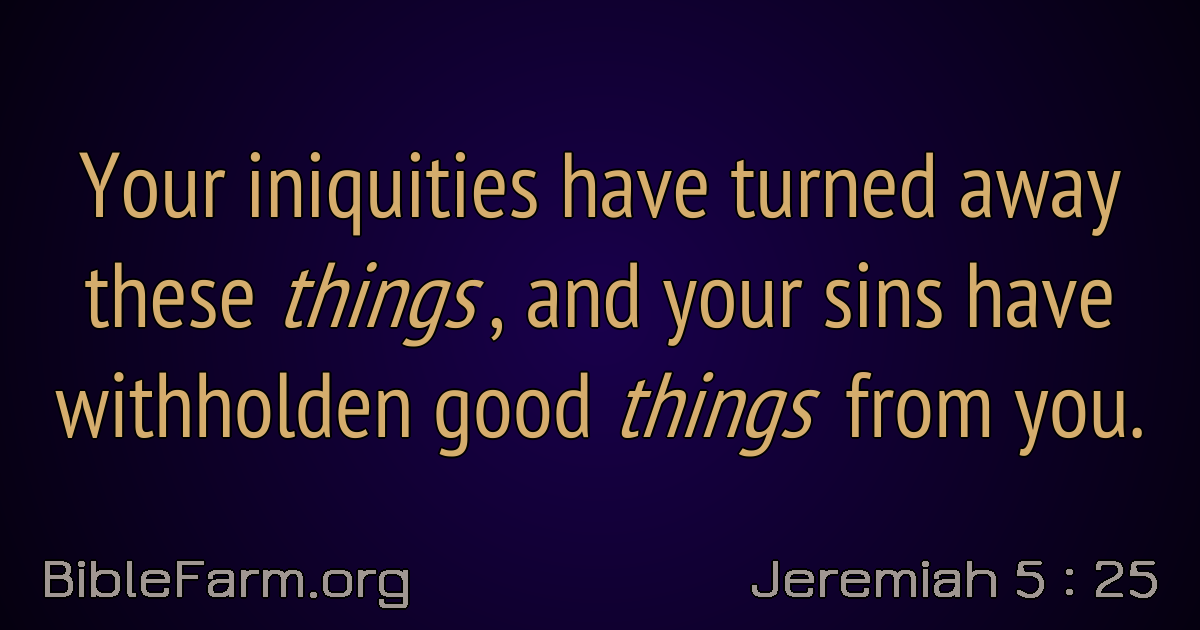 Your iniquities have turned away
these things, and your sins have
withholden good things from you.
BibleFarm.org
Jeremiah 5 : 25